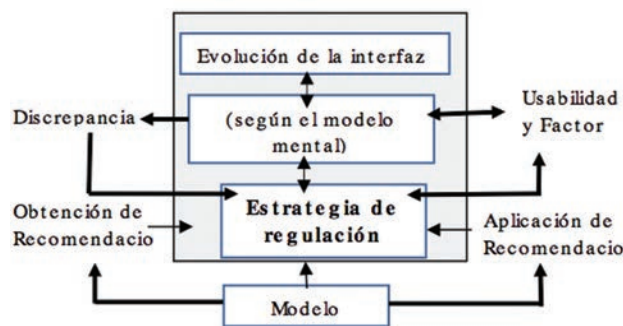 Evolución de la interfaz
Discrepancia
(según el modelo
mental)
Usabilidad
y Factor
Obtención de
Recomendacio
Estrategia de
regulación
Aplicación de
Recomendacio
Modelo